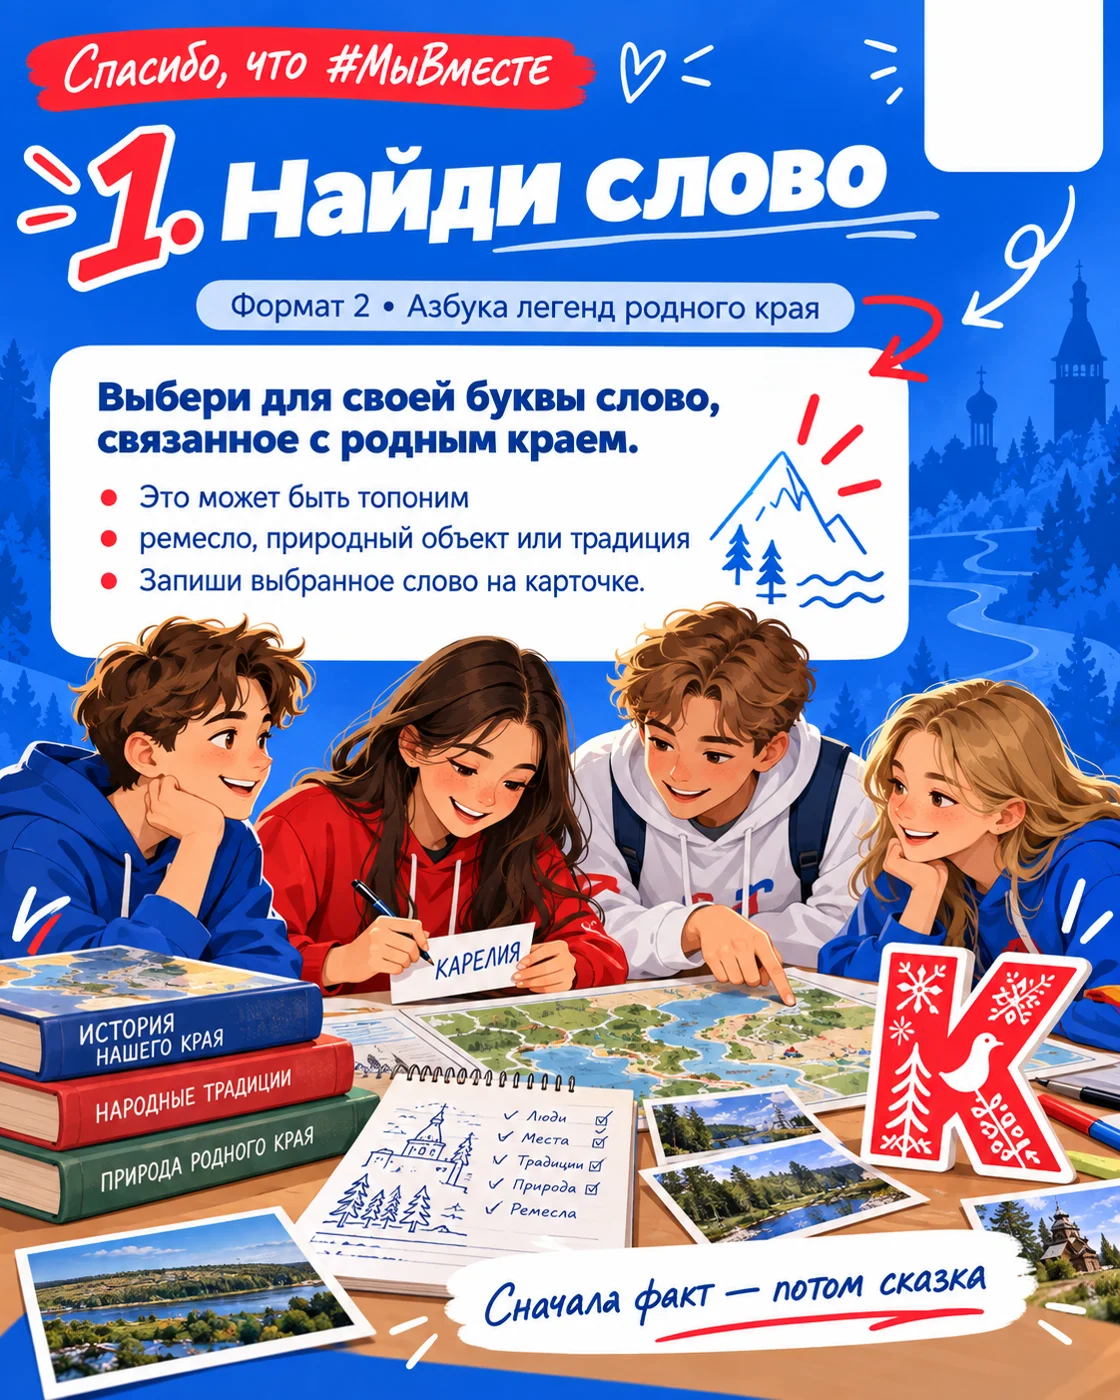 Спасибо, что #МыВместе
1. Найди слово
Формат 2 • Азбука легенд родного края
Выбери для своей буквы слово,
связанное с родным краем.
Это может быть топоним
ремесло, природный объект или традиция
Запиши выбранное слово на карточке.
КАРЕЛИЯ
К
ИСТОРИЯ
НАШЕГО КРАЯ
НАРОДНЫЕ ТРАДИЦИИ
ПРИРОДА РОДНОГО КРАЯ
Люди
Места
Традиции
Природа
Ремесла
Сначала факт — потом сказка